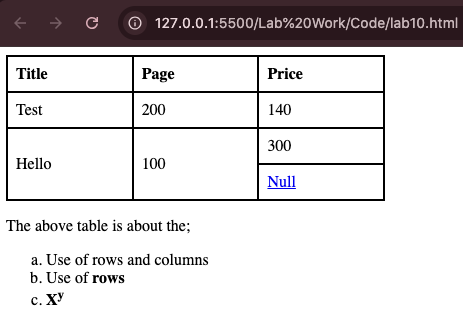 127.0.0.1:5500/Lab%20Work/Code/lab10.html
Title Page Price
Test 200 140
Hello 100 300
Null
The above table is about the;
a. Use of rows and columns
b. Use of rows
c. Xʸ